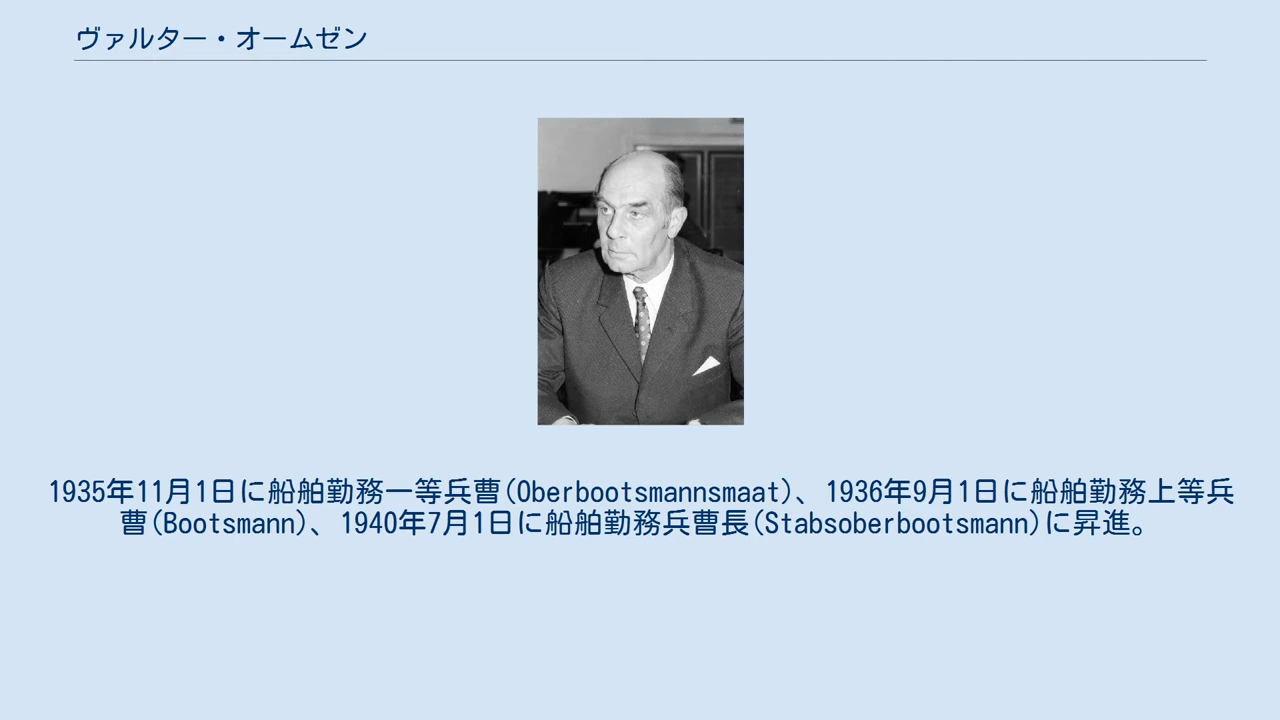 ヴァルター・オームゼン
1935年11月1日に船舶勤務一等兵曹(Oberbootsmannsmaat)、1936年9月1日に船舶勤務上等兵
曹(Bootsmann)、1940年7月1日に船舶勤務兵曹長(Stabsoberbootsmann)に昇進。